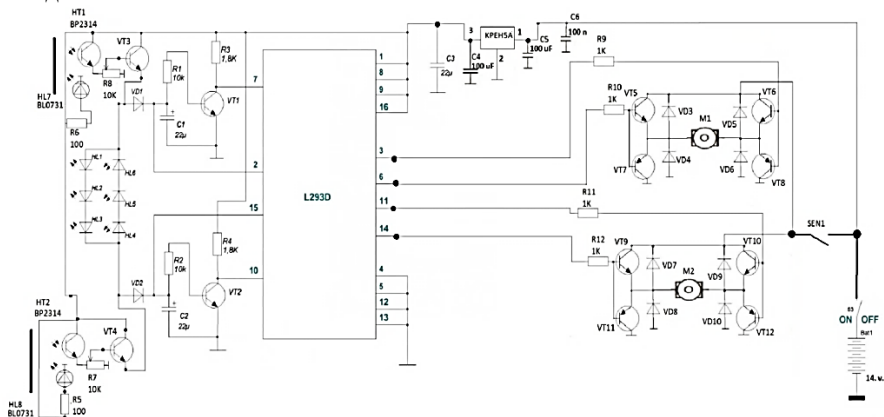 HT1
BP2314
VT3
R8
10K
HL7
BL0731
R6
100
HL1
HL2
HL3
HL6
HL5
HL4
VD1
R1
10k
C1
22µ
R3
1,8K
VT1
7
2
15
10
L293D
VD2
R2
10k
C2
22µ
R4
1,8K
VT2
HT2
BP2314
VT4
R7
10K
HL8
BL0731
R5
100
1
8
9
16
3
6
11
14
4
5
12
13
C3
22µ
3
КРЕН5А
1
2
C4
100 uF
C5
100 uF
C6
100 n
R9
1K
R10
1K
VT5
VD3
M1
VD5
VT6
VT7
VD4
VD6
VT8
R11
1K
R12
1K
VT9
VD7
M2
VD9
VT10
VT11
VD8
VD10
VT12
SEN1
ON
OFF
Bat1